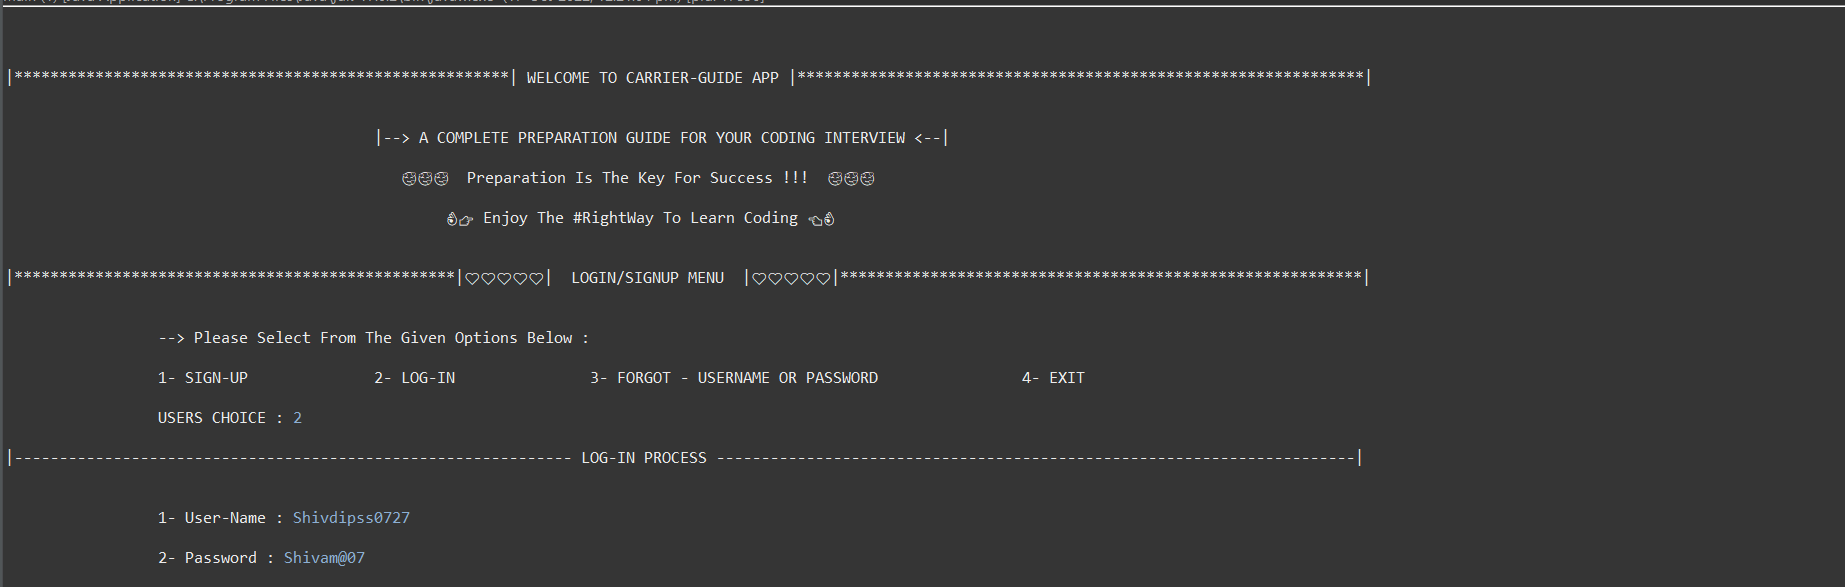 |*******************************************************| WELCOME TO CARRIER-GUIDE APP |***************************************************************|
|--> A COMPLETE PREPARATION GUIDE FOR YOUR CODING INTERVIEW <--|
Preparation Is The Key For Success !!!
Enjoy The #RightWay To Learn Coding
|*************************************************|♡♡♡♡♡| LOGIN/SIGNUP MENU |♡♡♡♡♡|**********************************************************|
--> Please Select From The Given Options Below :
1- SIGN-UP 2- LOG-IN 3- FORGOT - USERNAME OR PASSWORD 4- EXIT
USERS CHOICE : 2
|-------------------------------------------------------------- LOG-IN PROCESS -----------------------------------------------------------------------|
1- User-Name : Shivdipss0727
2- Password : Shivam@07